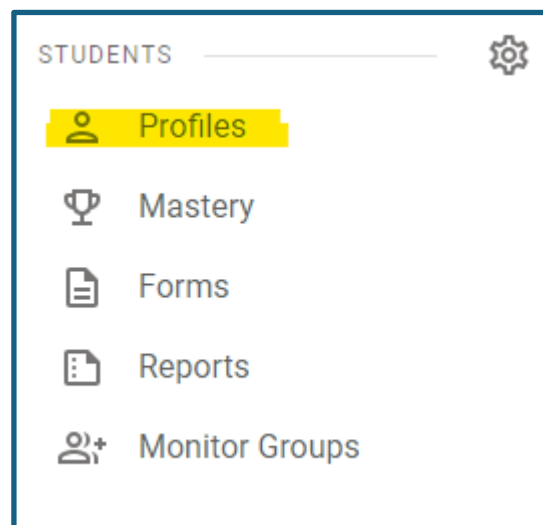 STUDENTS
Profiles
Mastery
Forms
Reports
Monitor Groups